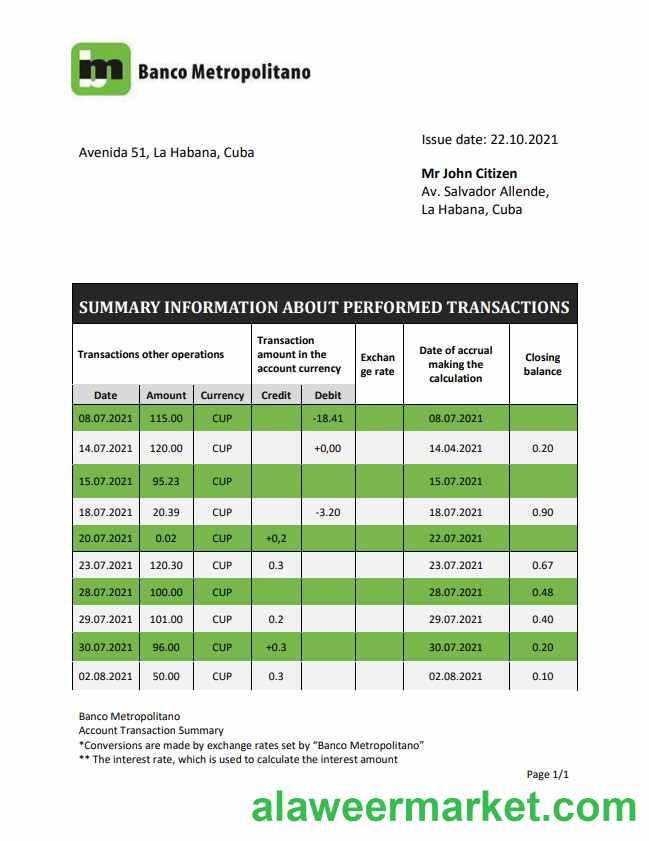 bm Banco Metropolitano
Issue date: 22.10.2021
Avenida 51, La Habana, Cuba
Mr John Citizen
Av. Salvador Allende,
La Habana, Cuba
SUMMARY INFORMATION ABOUT PERFORMED TRANSACTIONS
Transactions other operations
Transaction
amount in the
account currency
Exchan
ge rate
Date of accrual
making the
calculation
Closing
balance
Date Amount Currency Credit Debit
08.07.2021 115.00 CUP -18.41 08.07.2021
14.07.2021 120.00 CUP +0,00 14.04.2021 0.20
15.07.2021 95.23 CUP 15.07.2021
18.07.2021 20.39 CUP -3.20 18.07.2021 0.90
20.07.2021 0.02 CUP +0,2 22.07.2021
23.07.2021 120.30 CUP 0.3 23.07.2021 0.67
28.07.2021 100.00 CUP 28.07.2021 0.48
29.07.2021 101.00 CUP 0.2 29.07.2021 0.40
30.07.2021 96.00 CUP +0.3 30.07.2021 0.20
02.08.2021 50.00 CUP 0.3 02.08.2021 0.10
Banco Metropolitano
Account Transaction Summary
*Conversions are made by exchange rates set by “Banco Metropolitano”
** The interest rate, which is used to calculate the interest amount
Page 1/1
alaweermarket.com